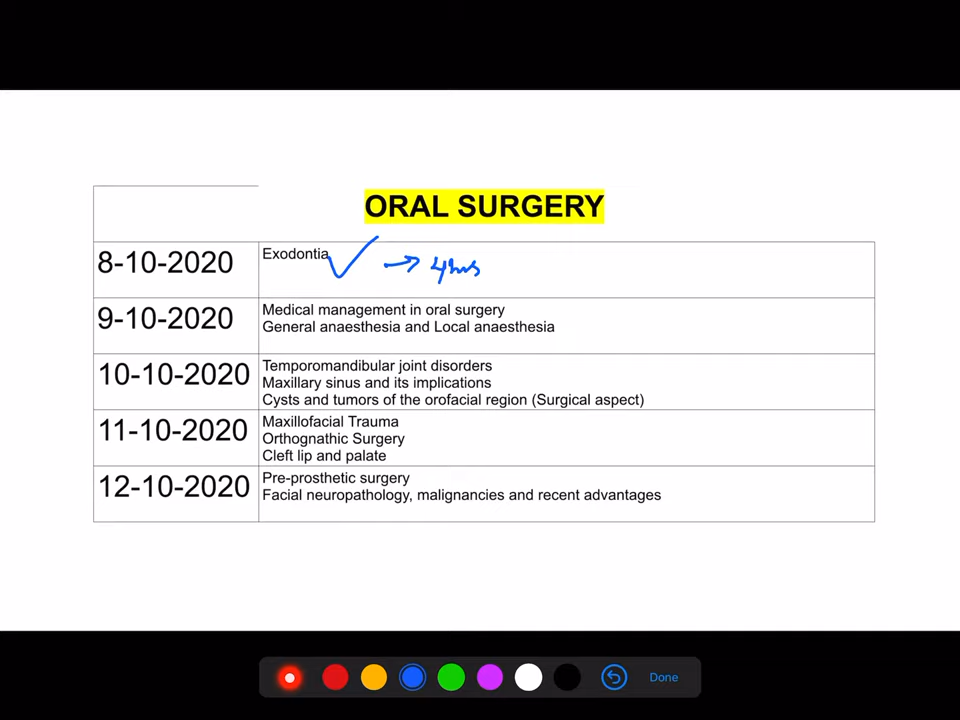 ORAL SURGERY
8-10-2020 Exodontia → 4hrs
9-10-2020 Medical management in oral surgery
General anaesthesia and Local anaesthesia
10-10-2020 Temporomandibular joint disorders
Maxillary sinus and its implications
Cysts and tumors of the orofacial region (Surgical aspect)
11-10-2020 Maxillofacial Trauma
Orthognathic Surgery
Cleft lip and palate
12-10-2020 Pre-prosthetic surgery
Facial neuropathology, malignancies and recent advantages
Done